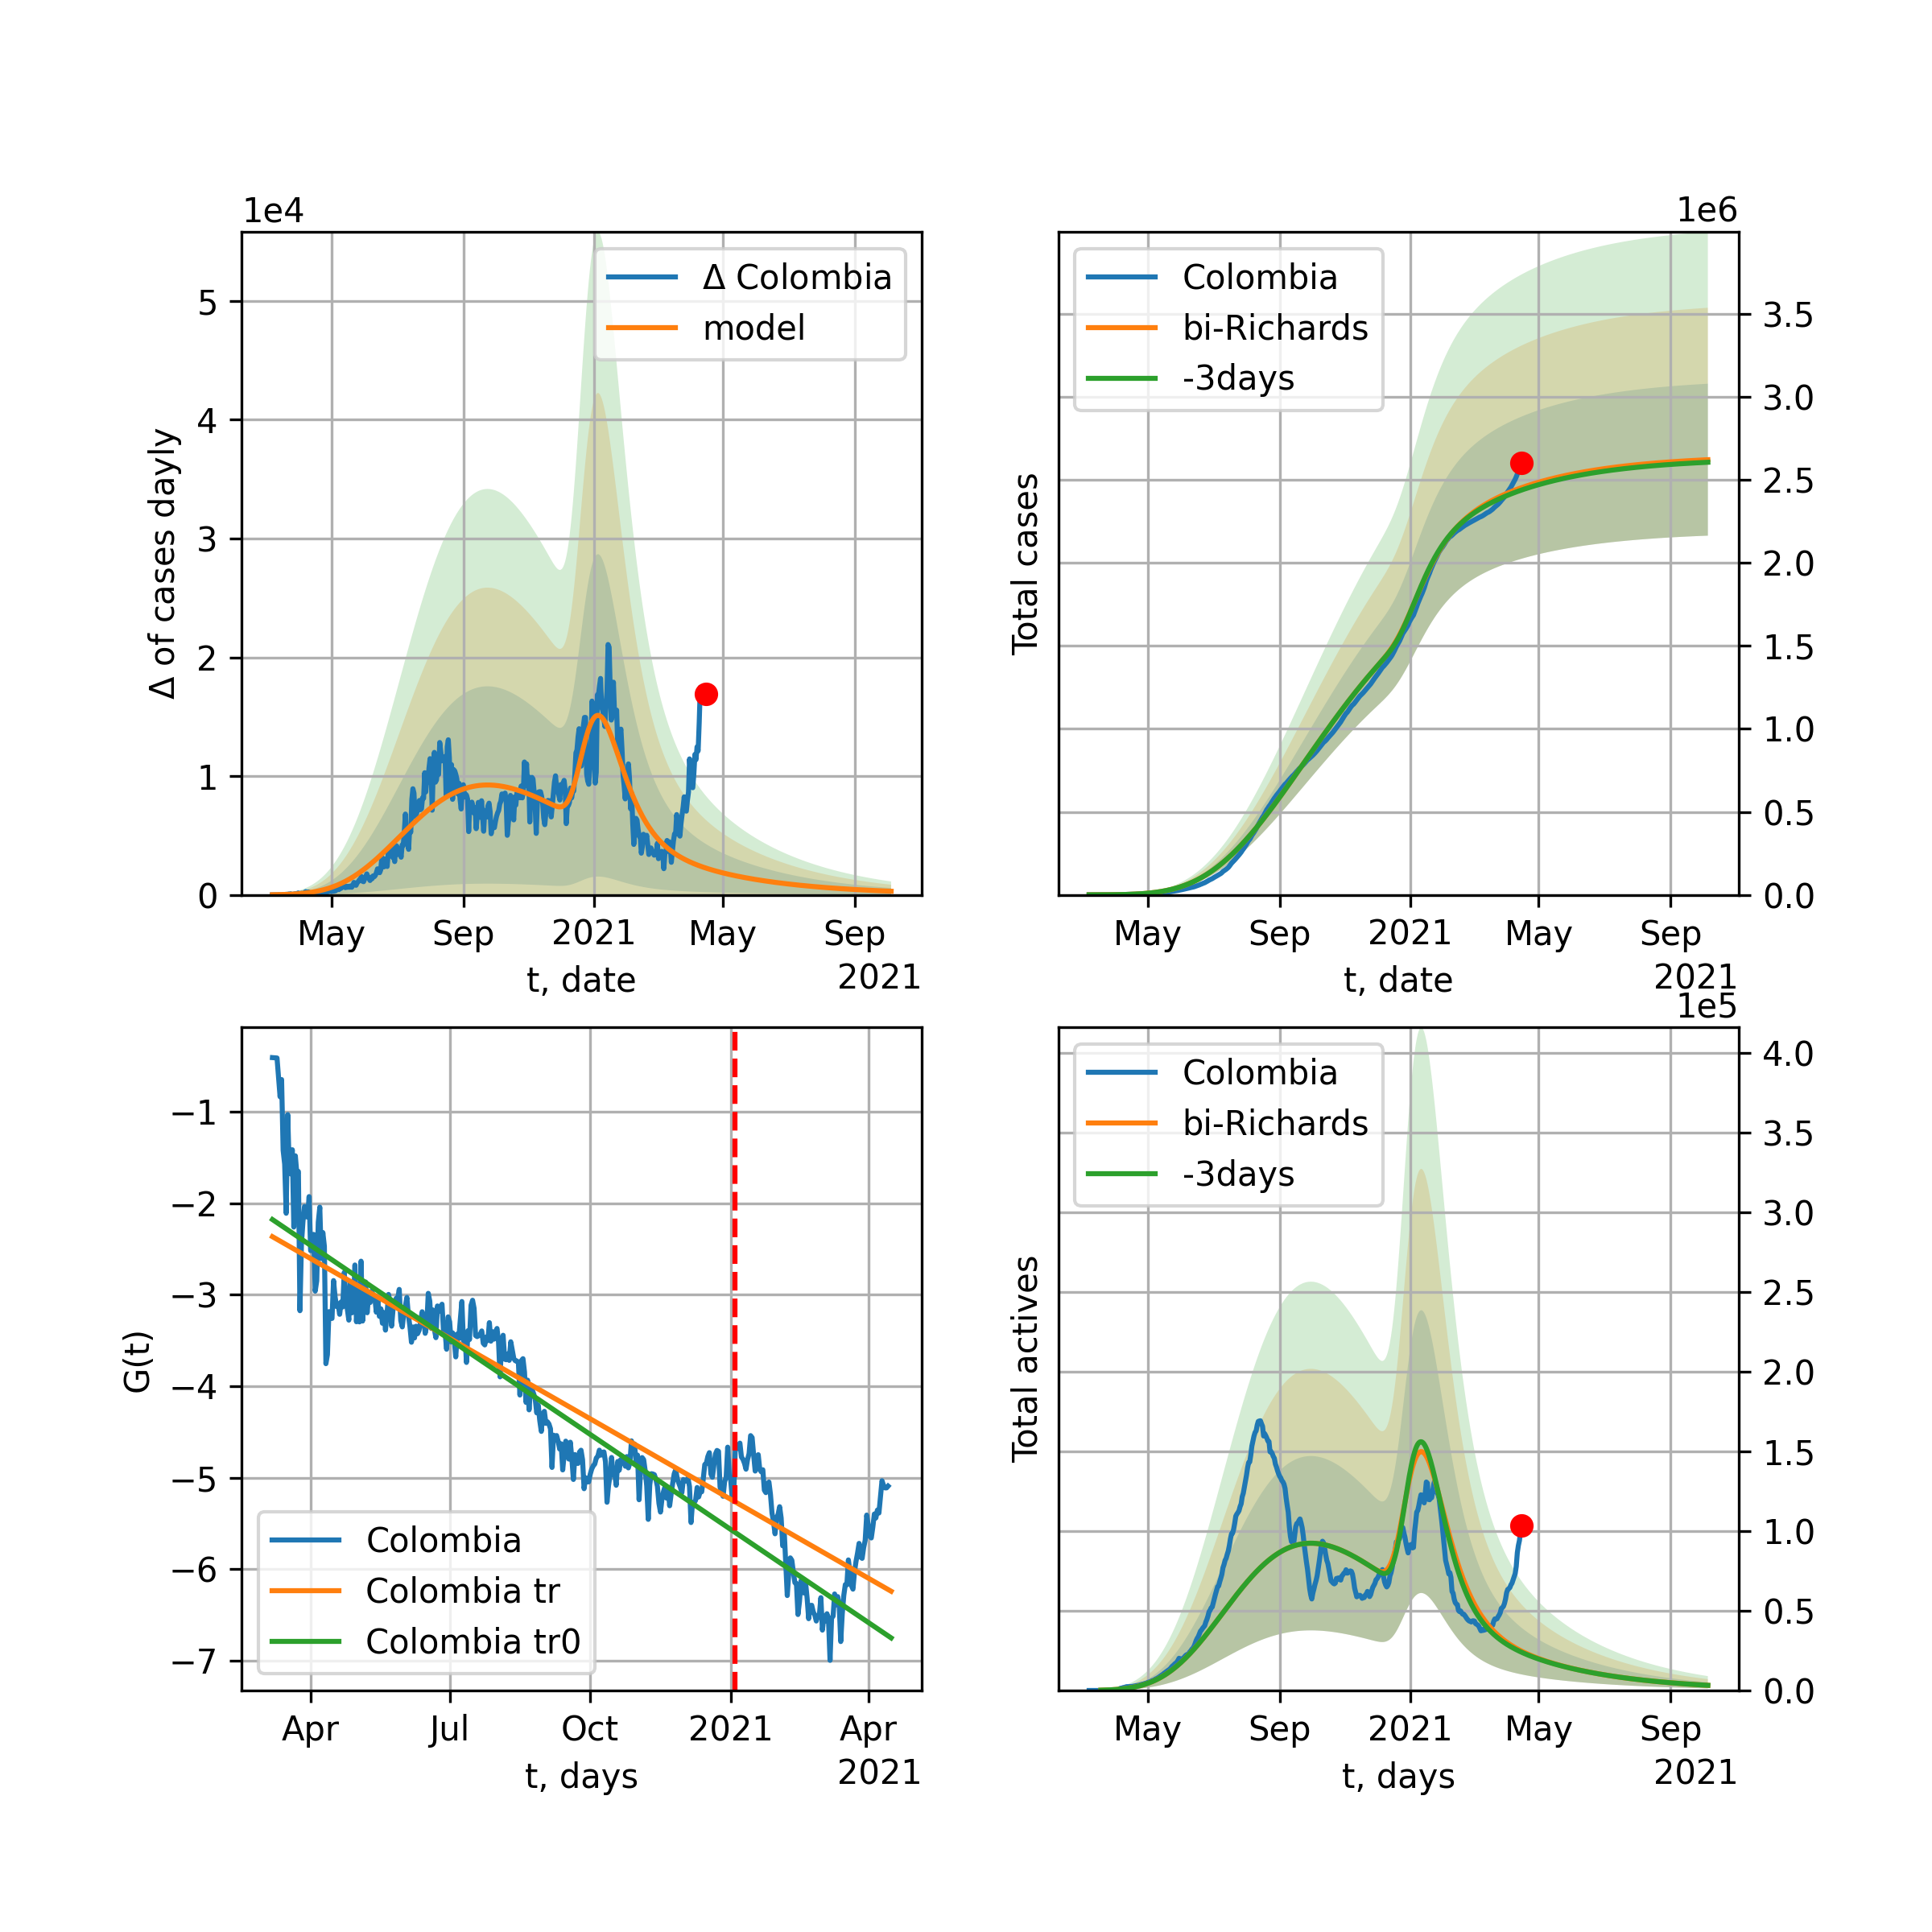 1e4
Δ of cases dayly
5
4
3
2
1
0
Δ Colombia
model
May
Sep
2021
May
Sep
t, date
2021
1e6
Total cases
Colombia
bi-Richards
-3days
3.5
3.0
2.5
2.0
1.5
1.0
0.5
0.0
May
Sep
2021
May
Sep
t, date
2021
G(t)
−1
−2
−3
−4
−5
−6
−7
Colombia
Colombia tr
Colombia tr0
Apr
Jul
Oct
2021
Apr
t, days
2021
1e5
Total actives
Colombia
bi-Richards
-3days
4.0
3.5
3.0
2.5
2.0
1.5
1.0
0.5
0.0
May
Sep
2021
May
Sep
t, days
2021